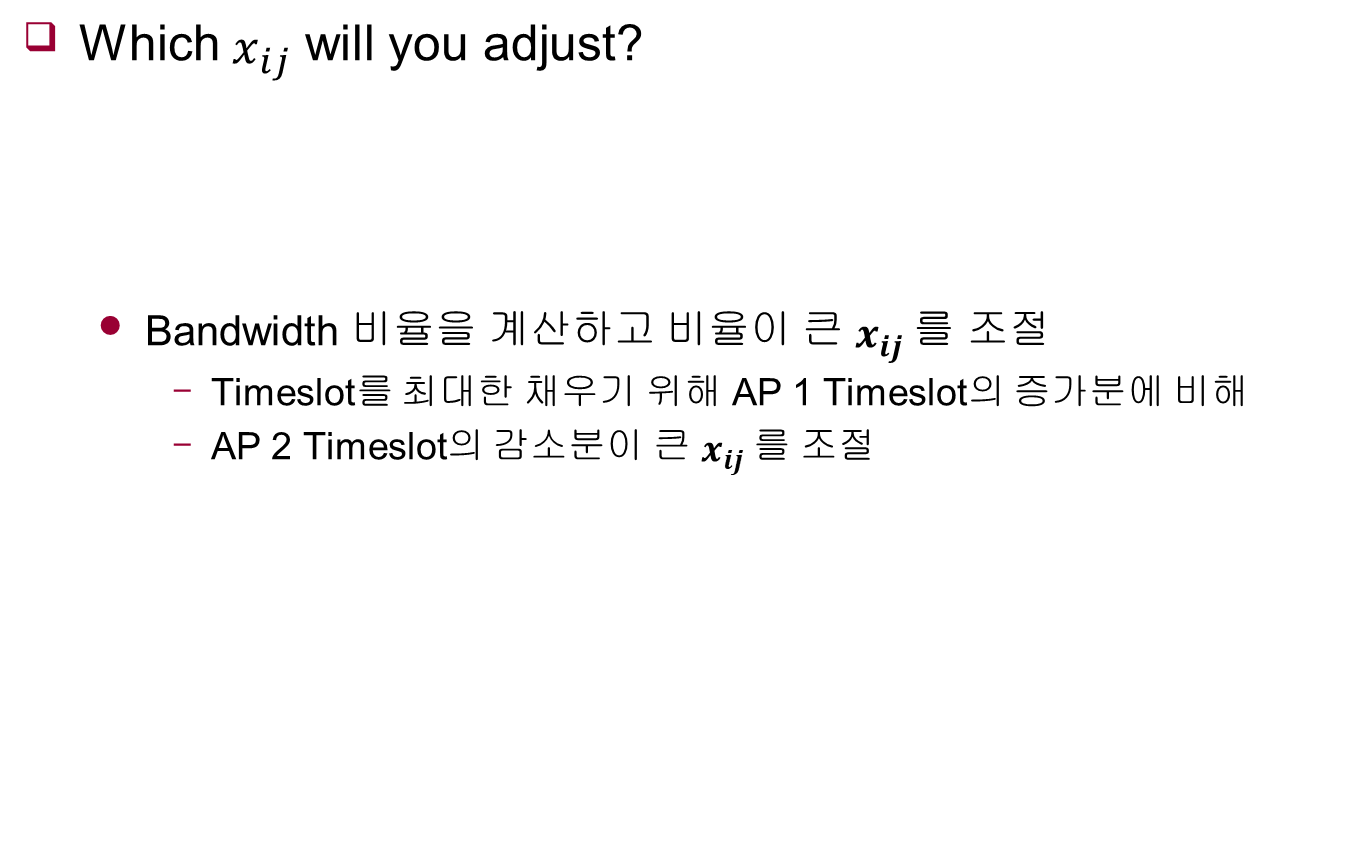 Which xij will you adjust?
Bandwidth 비율을 계산하고 비율이 큰 xij 를 조절
– Timeslot를 최대한 채우기 위해 AP 1 Timeslot의 증가분에 비해
– AP 2 Timeslot의 감소분이 큰 xij 를 조절